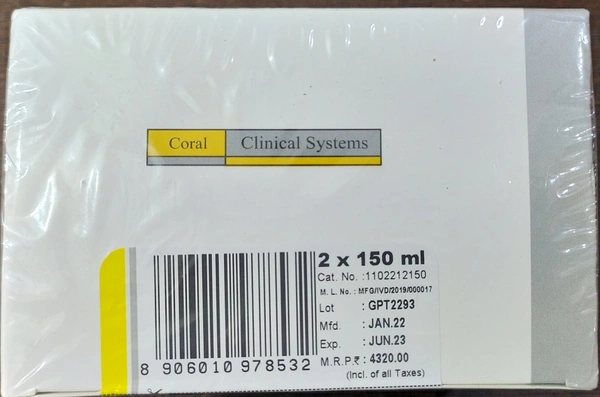 Coral Clinical Systems
2 x 150 ml
Cat. No. :1102212150
M. L. No. : MFG/IVD/2019/000017
Lot : GPT2293
Mfd. : JAN.22
Exp. : JUN.23
M.R.P.₹ : 4320.00
(Incl. of all Taxes)
8 906010 978532